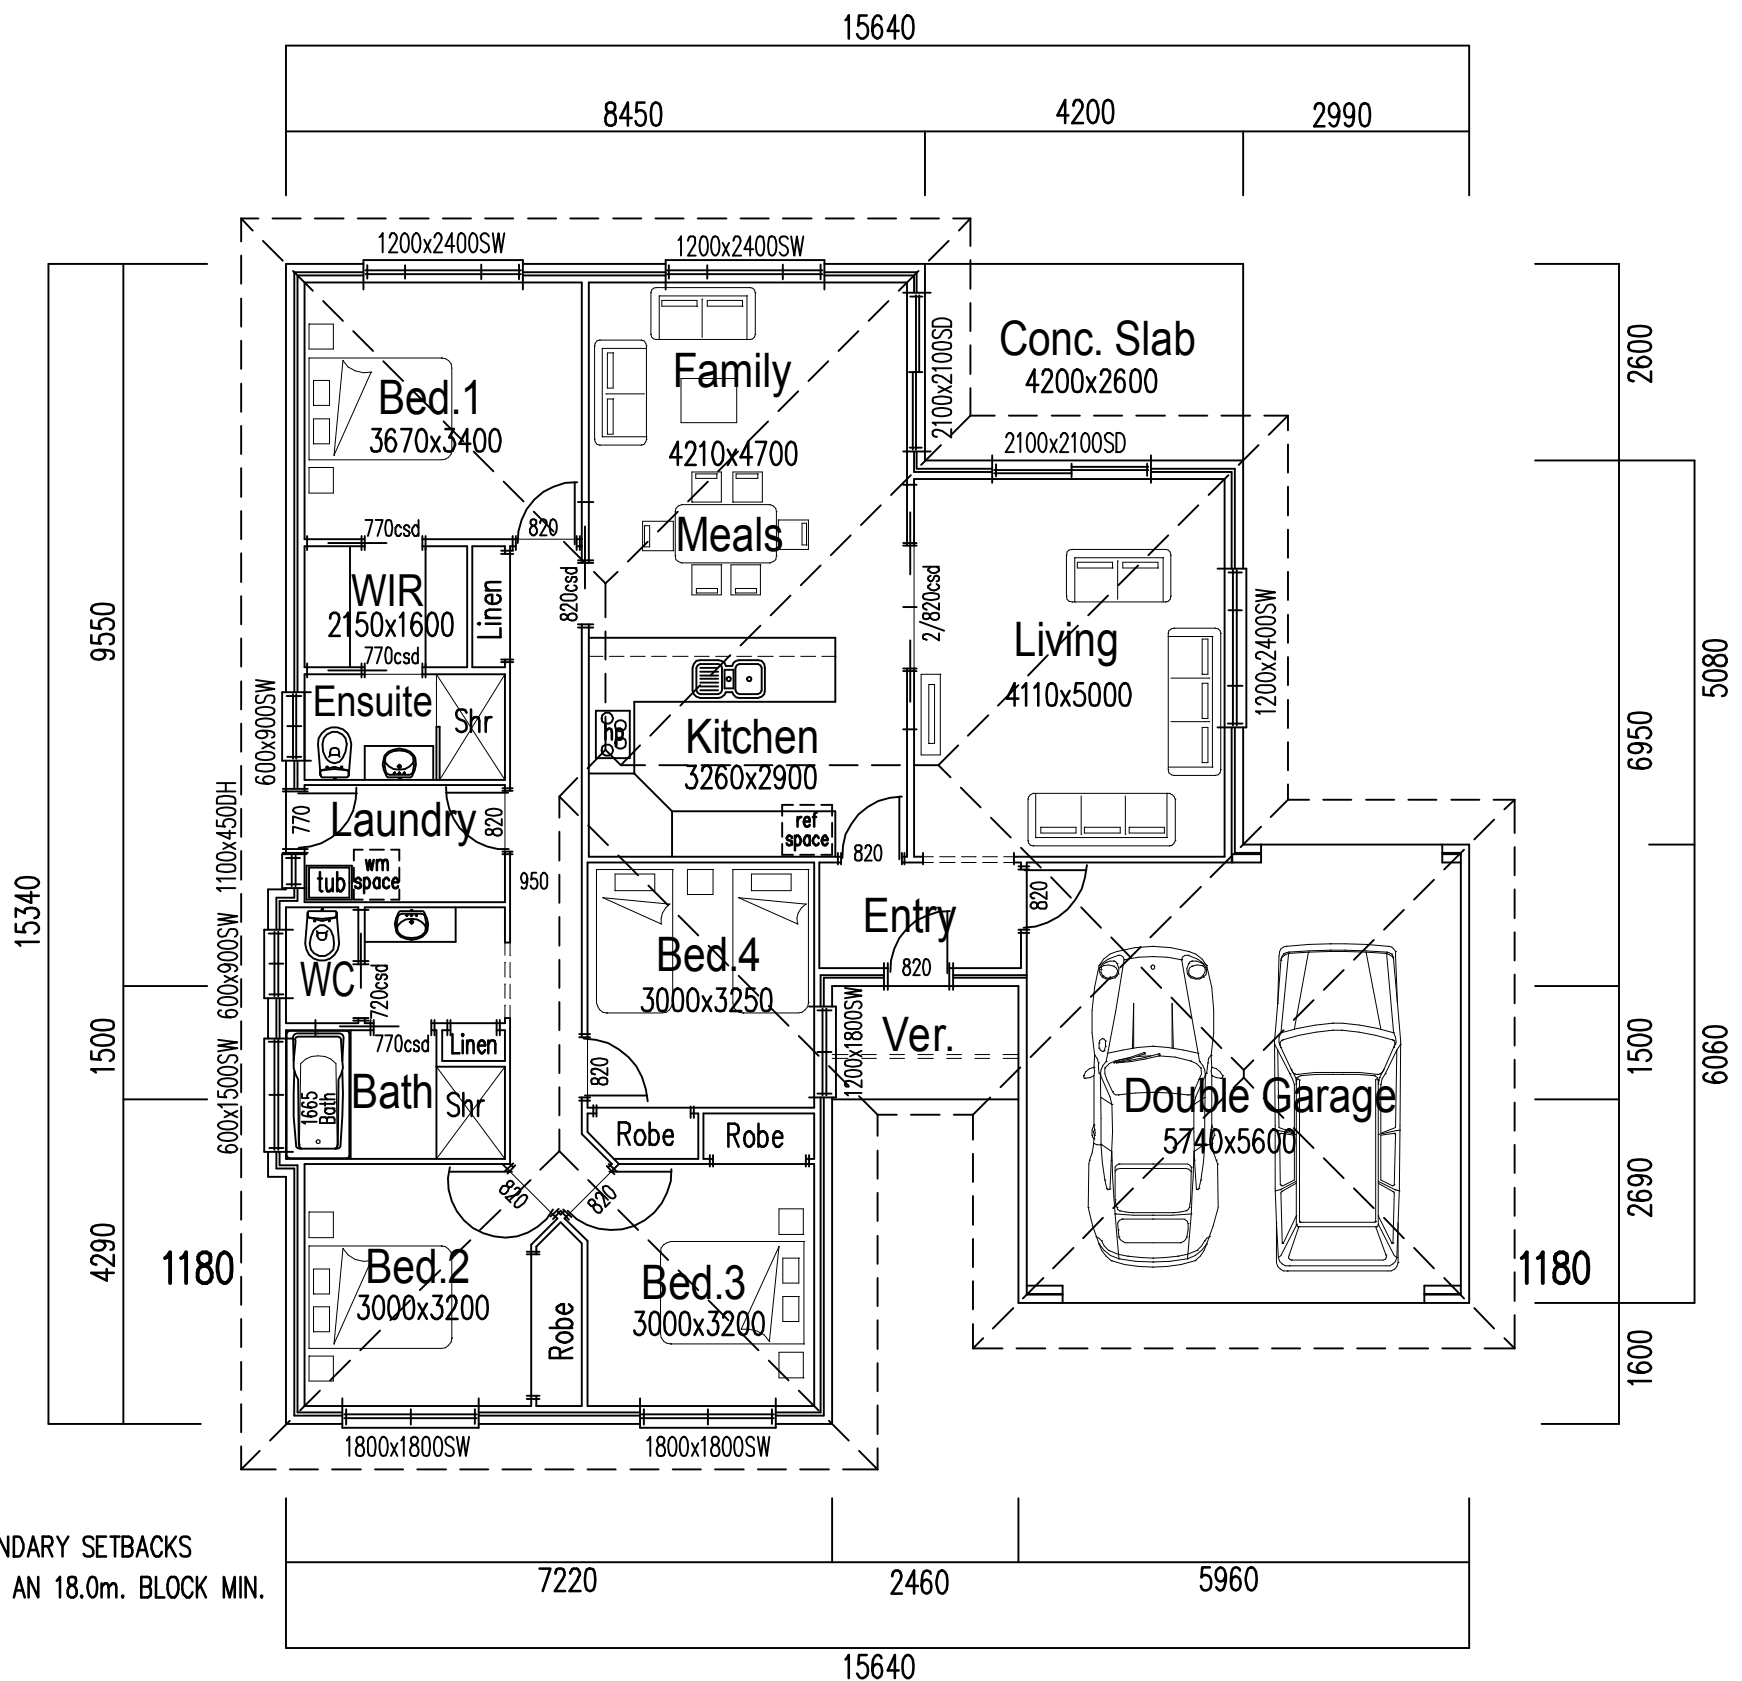 15640
8450
4200
2990
1200x2400SW
1200x2400SW
2100x2100SD
Conc. Slab
4200x2600
2600
Family
Bed.1
3670x3400
4210x4700
2100x2100SD
770csd
820
Meals
WIR
2150x1600
Linen
820csd
2/820csd
1200x2400SW
Living
4110x5000
9550
5080
6950
770csd
600x900SW
Ensuite
Shr
hp
Kitchen
3260x2900
1100x450DH
770
Laundry
820
ref
space
820
tub
wm
space
950
15340
820
Entry
Bed.4
3000x3250
820
600x900SW
WC
720csd
1200x1800SW
Ver.
770csd
Linen
1500
1500
6060
600x1500SW
1665
Bath
Bath
Shr
820
Double Garage
5740x5600
Robe
Robe
820
820
2690
4290
1180
Bed.2
3000x3200
Robe
Bed.3
3000x3200
1180
1600
1800x1800SW
1800x1800SW
NDARY SETBACKS
AN 18.0m. BLOCK MIN.
7220
2460
5960
15640